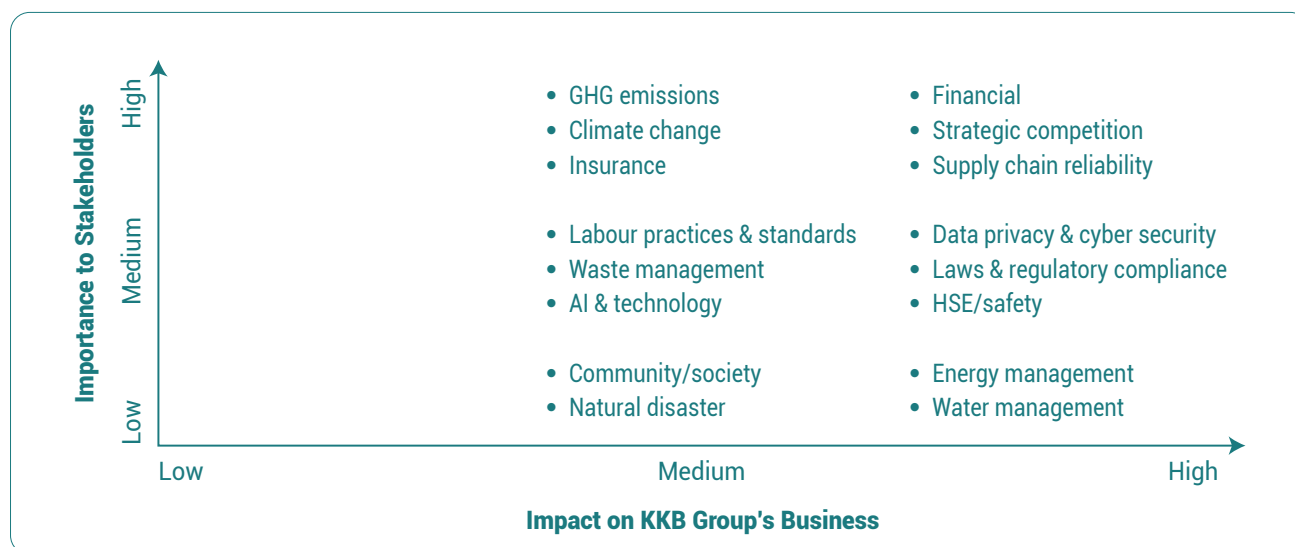 Importance to Stakeholders
High
Medium
Low
• GHG emissions
• Climate change
• Insurance
• Financial
• Strategic competition
• Supply chain reliability
• Labour practices & standards
• Waste management
• AI & technology
• Data privacy & cyber security
• Laws & regulatory compliance
• HSE/safety
• Community/society
• Natural disaster
• Energy management
• Water management
Low
Medium
High
Impact on KKB Group's Business